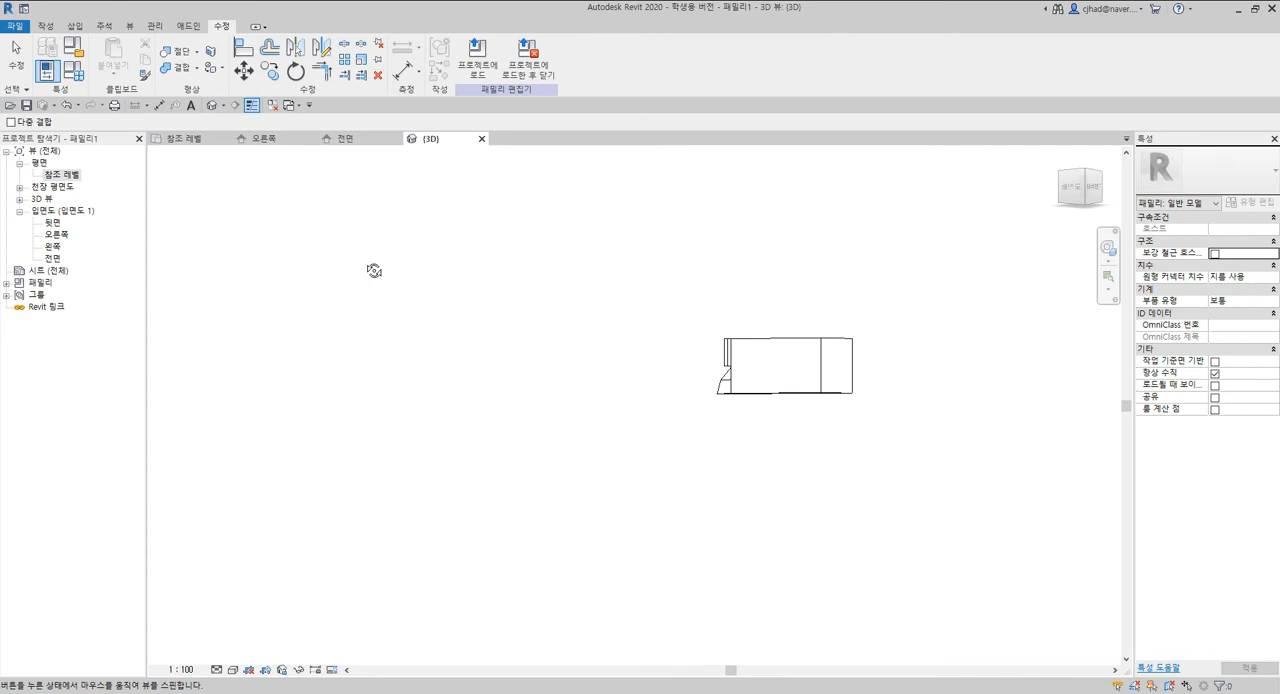 Autodesk Revit 2020 - 학생용 버전 - 패밀리1 - 3D 뷰: {3D}
cjhad@naver....
파일 작성 삽입 주석 뷰 관리 애드인 수정
수정
붙여넣기
절단
결합
프로젝트에 로드
프로젝트에 로드한 후 닫기
선택 특성 클립보드 형상 수정 측정 작성 패밀리 편집기
다중 결합
프로젝트 탐색기 - 패밀리1
참조 레벨 오른쪽 전면 {3D}
특성
뷰 (전체)
평면
참조 레벨
천장 평면도
3D 뷰
입면도 (입면도 1)
뒷면
오른쪽
왼쪽
전면
시트 (전체)
패밀리
그룹
Revit 링크
패밀리: 일반 모델 유형 편집
구속조건
호스트
구조
보강 철근 호스...
치수
원형 커넥터 치수 지름 사용
기계
부품 유형 보통
ID 데이터
OmniClass 번호
OmniClass 제목
기타
작업 기준면 기반
항상 수직
로드될 때 보이...
공유
룸 계산 점
특성 도움말 적용
1 : 100
버튼을 누른 상태에서 마우스를 움직여 뷰를 스핀합니다.
:0